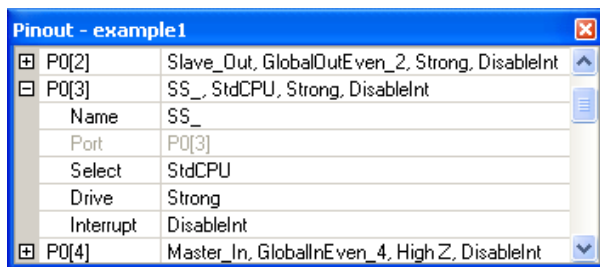 Pinout - example1
P0[2] Slave_Out, GlobalOutEven_2, Strong, DisableInt
P0[3] SS_, StdCPU, Strong, DisableInt
Name SS_
Port P0[3]
Select StdCPU
Drive Strong
Interrupt DisableInt
P0[4] Master_In, GlobalInEven_4, High Z, DisableInt